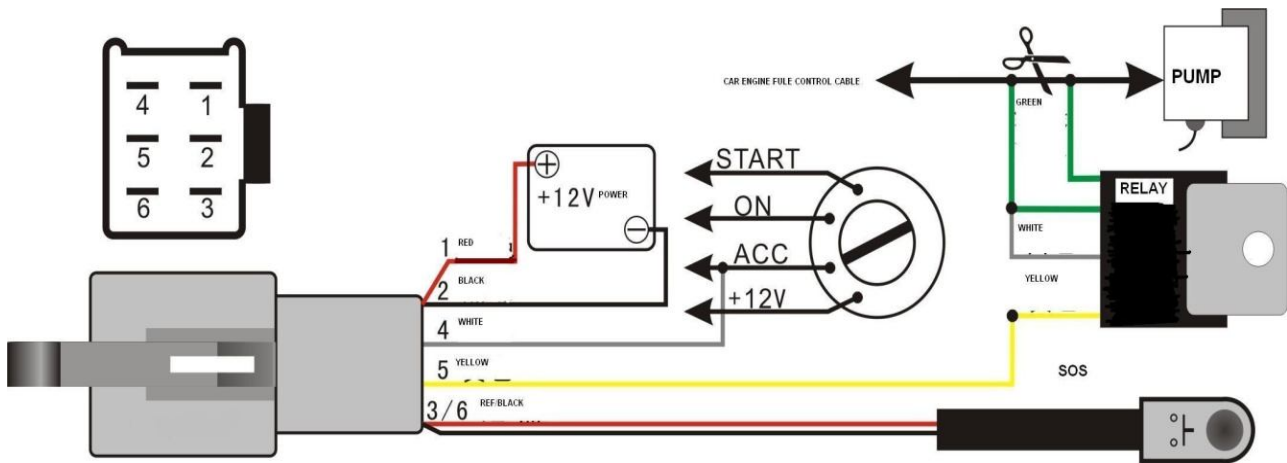 4 1
5 2
6 3
CAR ENGINE FULE CONTROL CABLE
PUMP
GREEN
RELAY
WHITE
YELLOW
START
ON
ACC
+12V
+12V POWER
1 RED
2 BLACK
4 WHITE
5 YELLOW
3/6 REF/BLACK
SOS